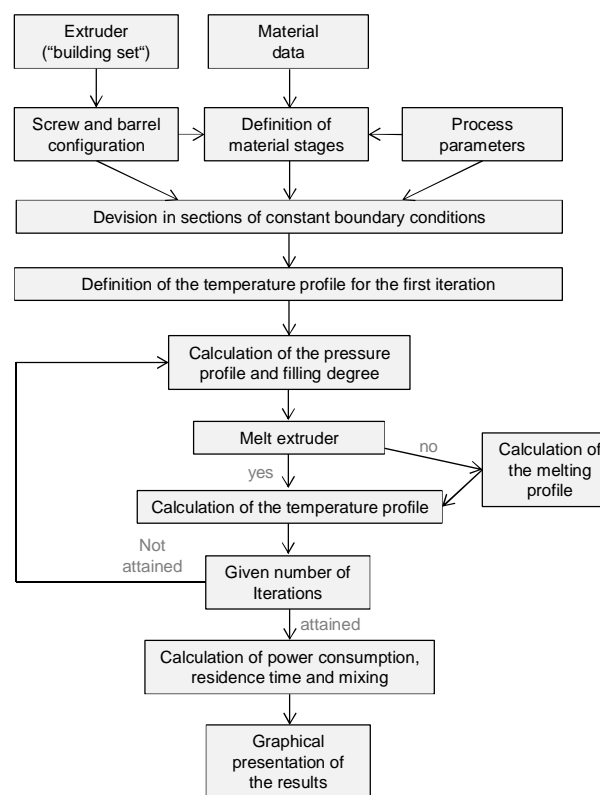 Extruder
("building set“)
Material
data
Screw and barrel
configuration
Definition of
material stages
Process
parameters
Devision in sections of constant boundary conditions
Definition of the temperature profile for the first iteration
Calculation of the pressure
profile and filling degree
Melt extruder
no
Calculation of
the melting
profile
yes
Calculation of the temperature profile
Not
attained
Given number of
Iterations
attained
Calculation of power consumption,
residence time and mixing
Graphical
presentation of
the results